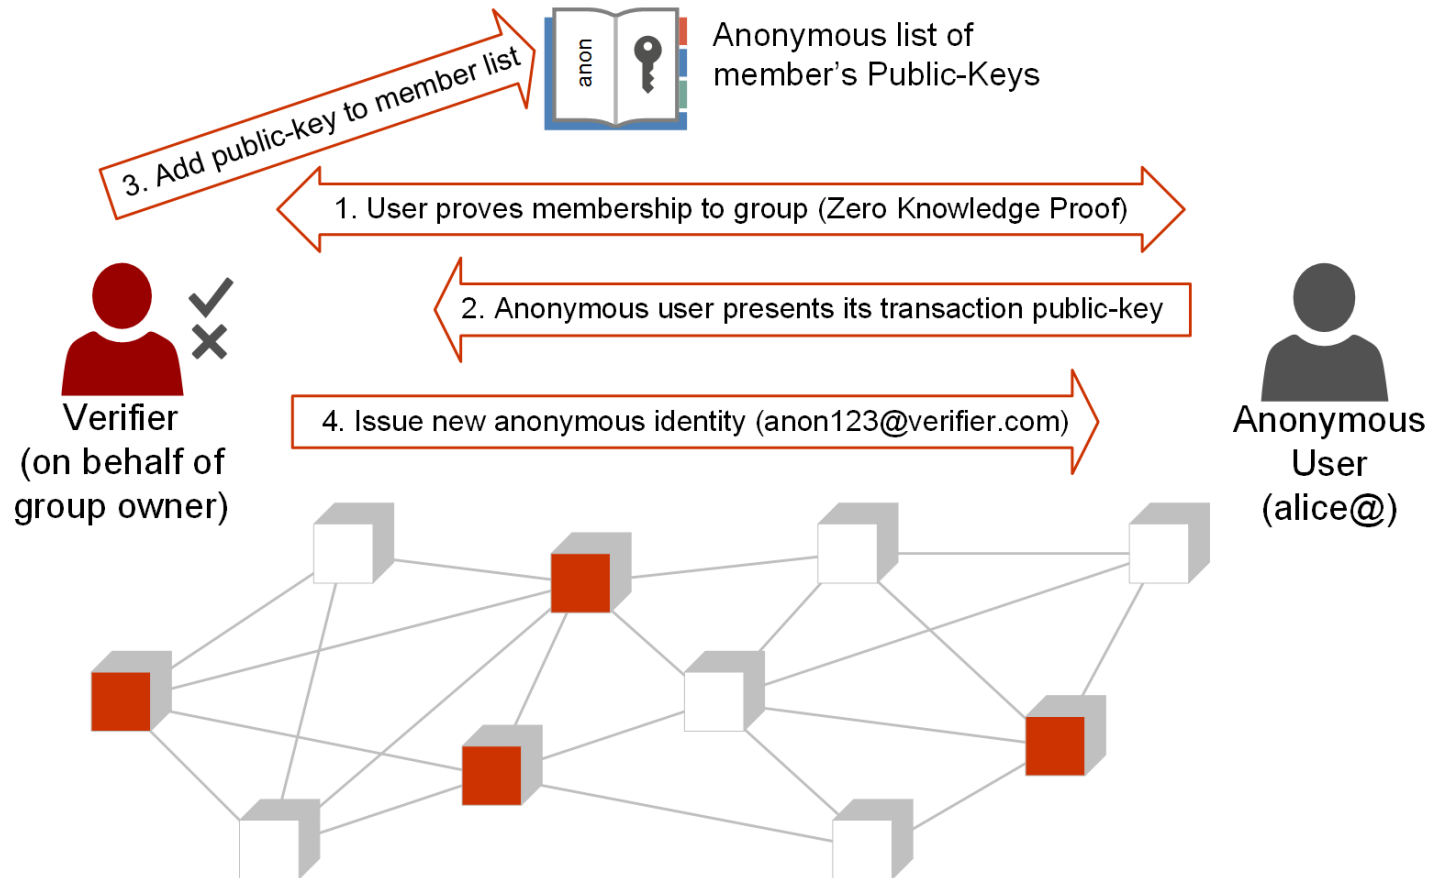 Anonymous list of
member's Public-Keys
anon
3. Add public-key to member list
1. User proves membership to group (Zero Knowledge Proof)
2. Anonymous user presents its transaction public-key
4. Issue new anonymous identity (anon123@verifier.com)
Verifier
(on behalf of
group owner)
Anonymous
User
(alice@)